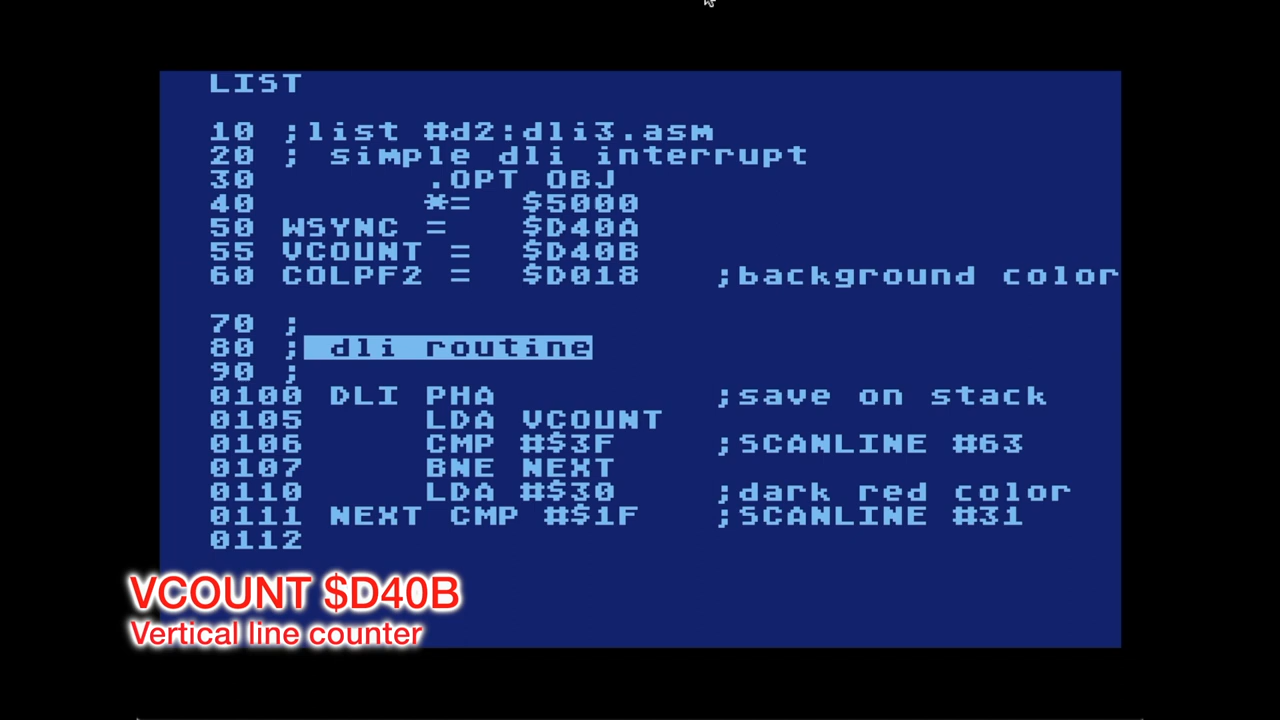 LIST
10 ;list #d2:dli3.asm
20 ; simple dli interrupt
30 .OPT OBJ
40 *= $5000
50 WSYNC = $D40A
55 VCOUNT = $D40B
60 COLPF2 = $D018 ;background color
70 ;
80 ; dli routine
90 ;
0100 DLI PHA ;save on stack
0105 LDA VCOUNT
0106 CMP #$3F ;SCANLINE #63
0107 BNE NEXT
0110 LDA #$30 ;dark red color
0111 NEXT CMP #$1F ;SCANLINE #31
0112
VCOUNT $D40B
Vertical line counter